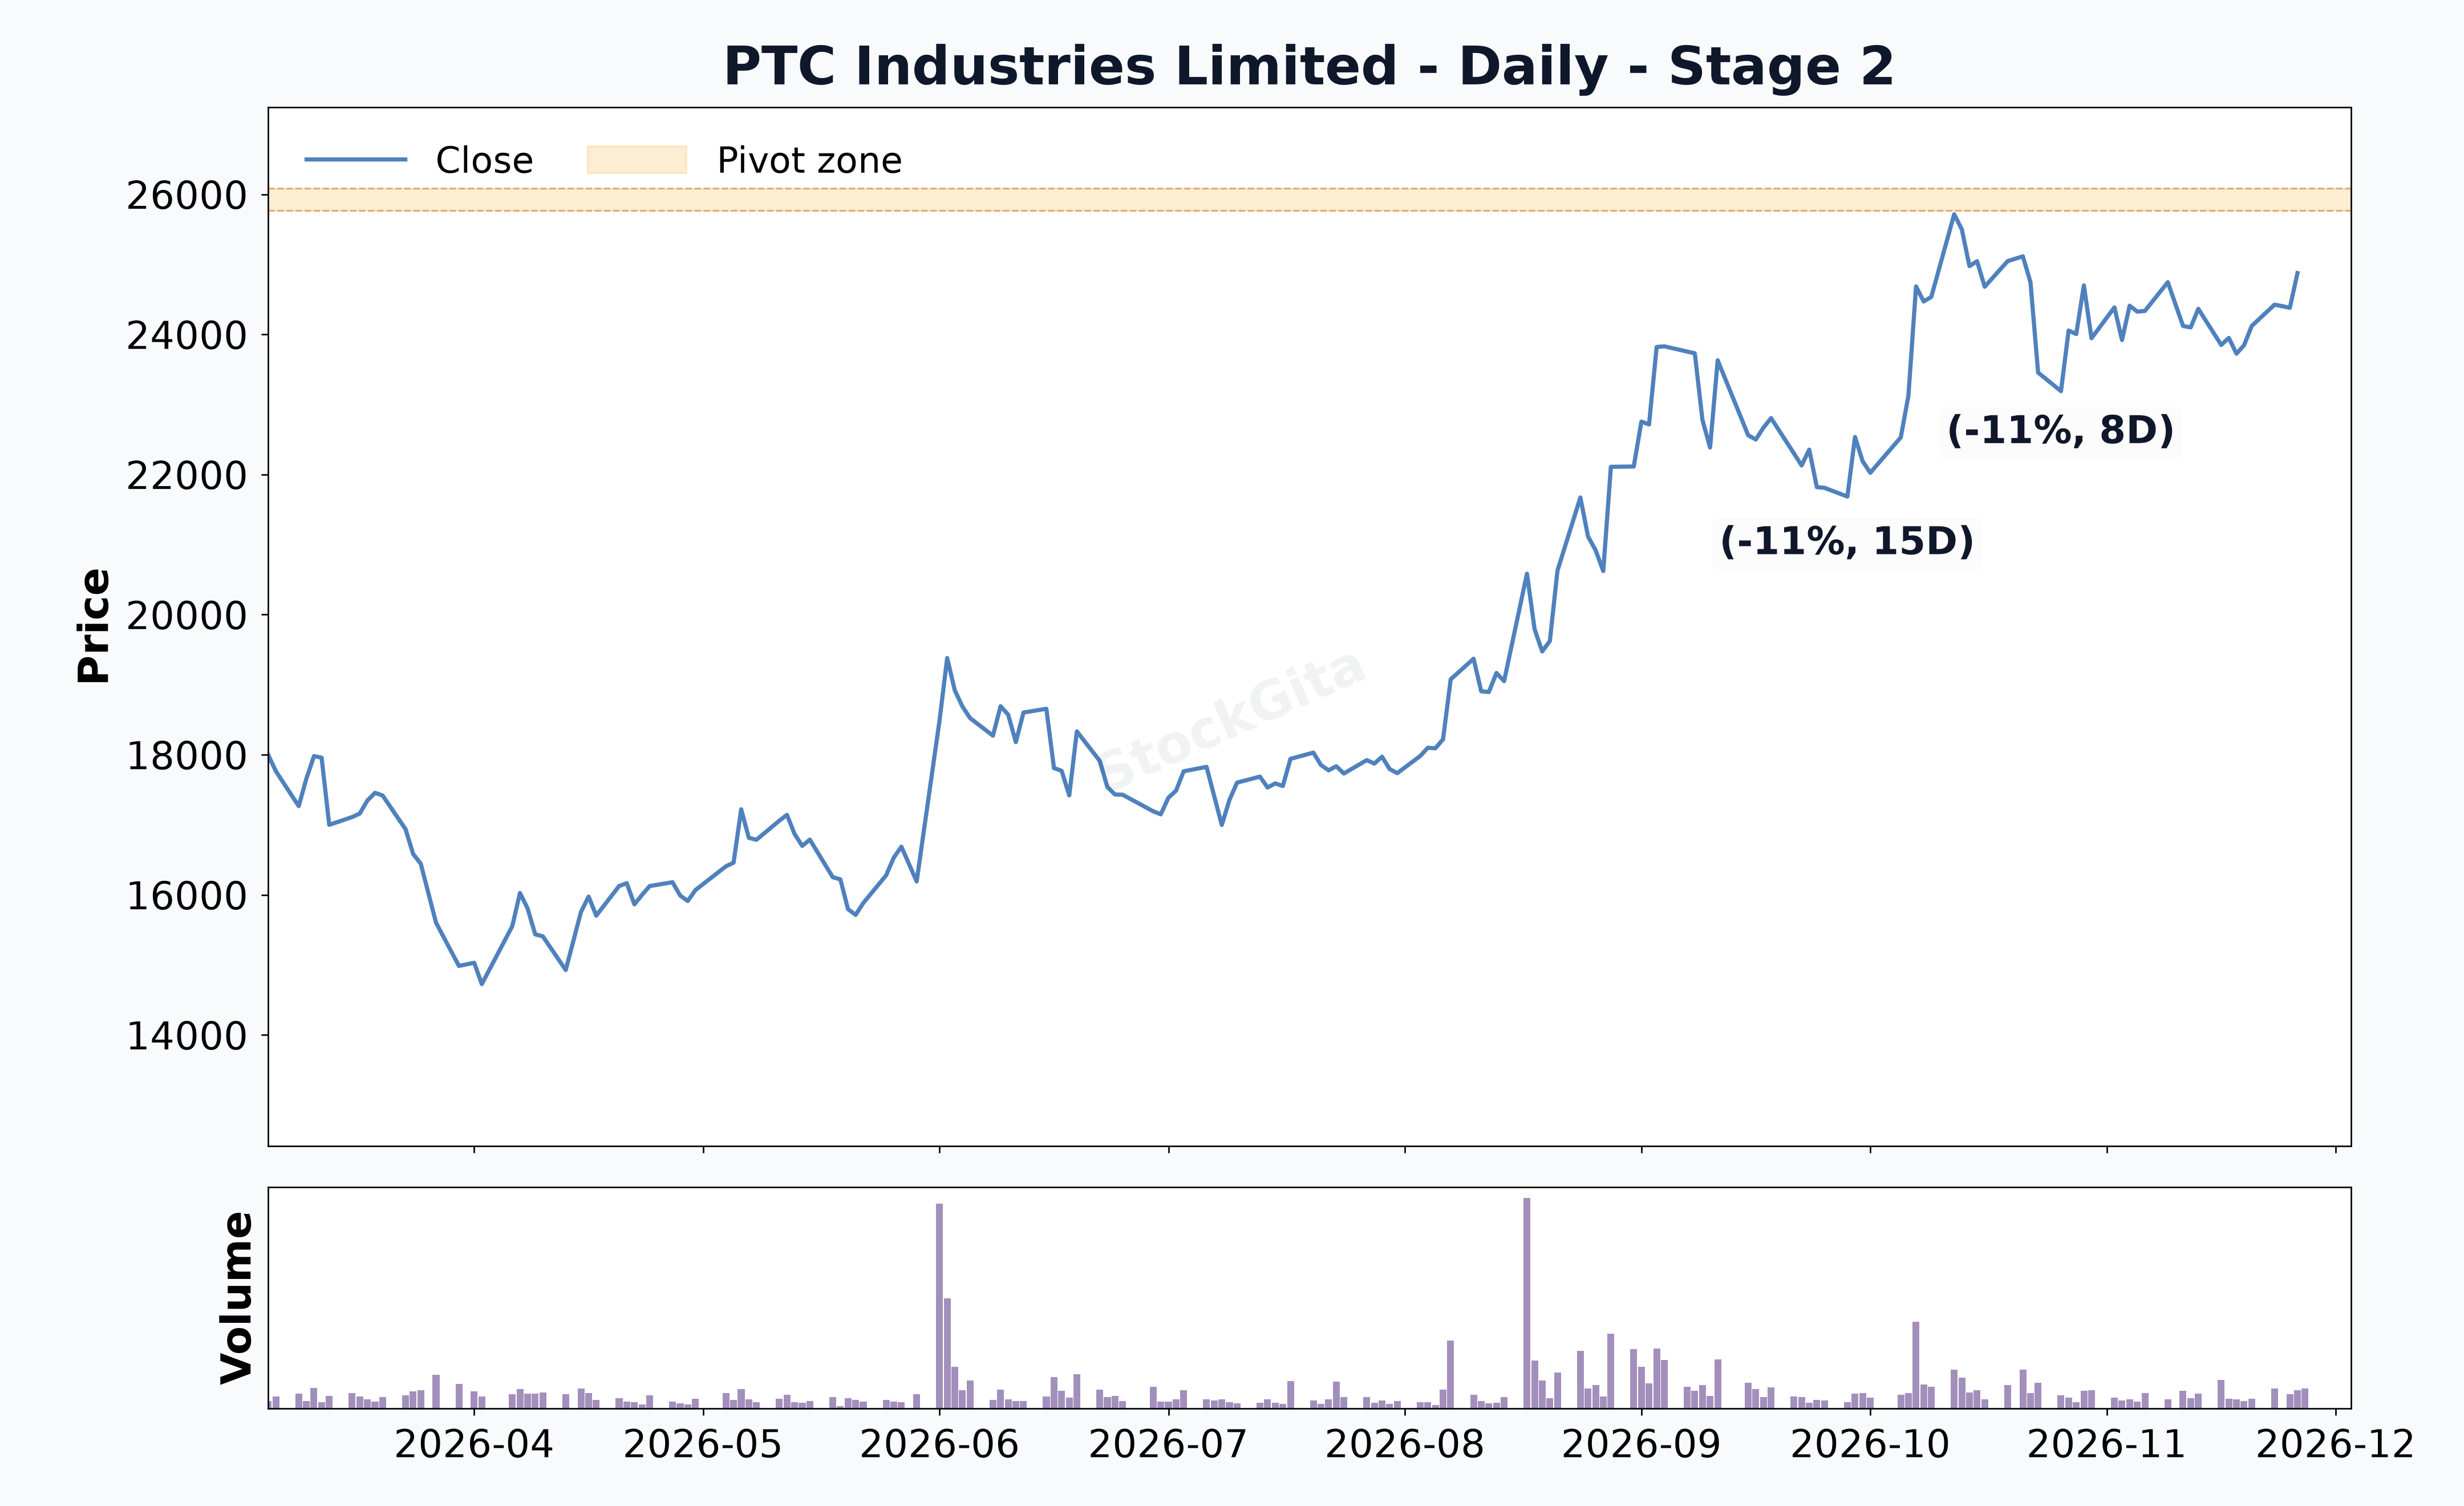 PTC Industries Limited - Daily - Stage 2
Close
Pivot zone
26000
24000
22000
20000
18000
16000
14000
Price
(-11%, 8D)
(-11%, 15D)
StockGita
Volume
2026-04
2026-05
2026-06
2026-07
2026-08
2026-09
2026-10
2026-11
2026-12